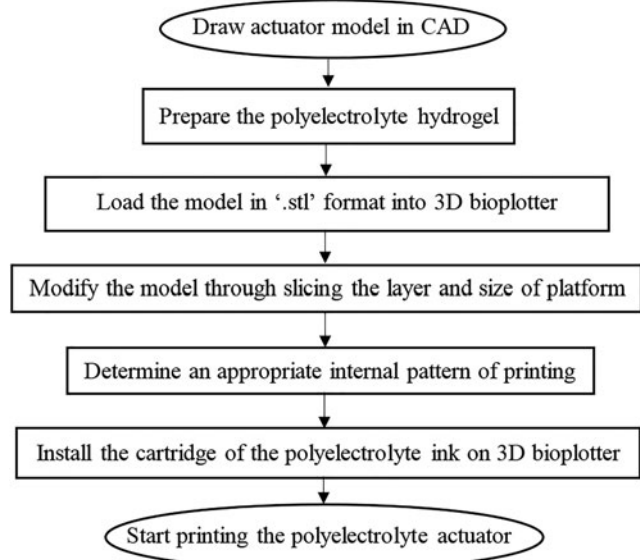 Draw actuator model in CAD
Prepare the polyelectrolyte hydrogel
Load the model in ‘.stl’ format into 3D bioplotter
Modify the model through slicing the layer and size of platform
Determine an appropriate internal pattern of printing
Install the cartridge of the polyelectrolyte ink on 3D bioplotter
Start printing the polyelectrolyte actuator